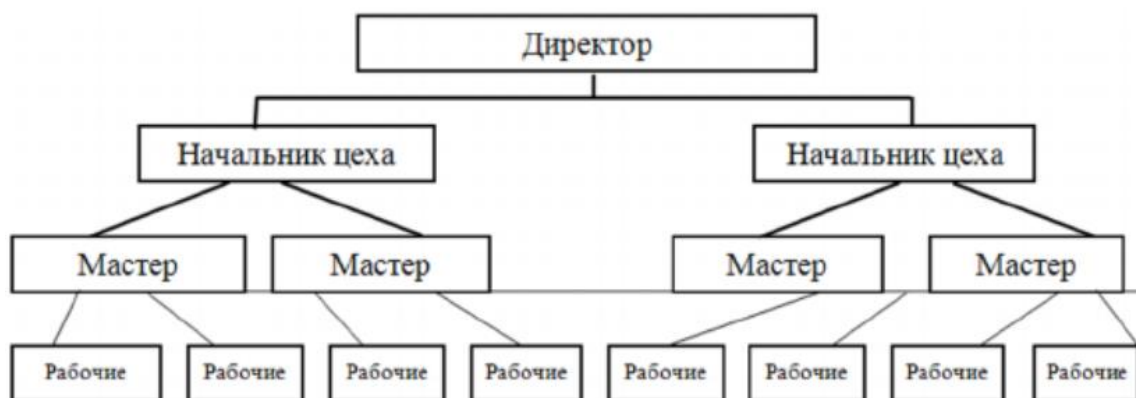 Директор
Начальник цеха Начальник цеха
Мастер Мастер Мастер Мастер
Рабочие Рабочие Рабочие Рабочие Рабочие Рабочие Рабочие Рабочие